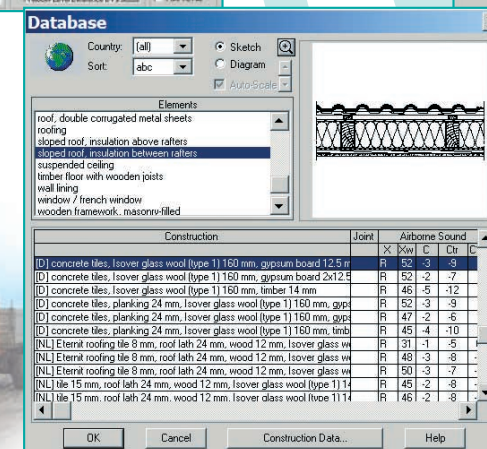 Database
Country: (all)
Sketch
Sort: abc
Diagram
Auto-Scale
Elements
roof, double corrugated metal sheets
roofing
sloped roof, insulation above rafters
sloped roof, insulation between rafters
suspended ceiling
timber floor with wooden joists
wall lining
window / french window
wooden framework, masonry-filled
Construction Joint Airborne Sound
X Xw C Ctr C
[D] concrete tiles, Isover glass wool (type 1) 160 mm, gypsum board 12.5 m R 52 -3 -9
[D] concrete tiles, Isover glass wool (type 1) 160 mm, gypsum board 2x12.5 R 52 -2 -7
[D] concrete tiles, Isover glass wool (type 1) 160 mm, timber 14 mm R 46 -5 -12
[D] concrete tiles, planking 24 mm, Isover glass wool (type 1) 160 mm, gyps R 52 -3 -9
[D] concrete tiles, planking 24 mm, Isover glass wool (type 1) 160 mm, gyps R 47 -2 -6
[D] concrete tiles, planking 24 mm, Isover glass wool (type 1) 160 mm, timb R 45 -4 -10
[NL] Eternit roofing tile 8 mm, roof lath 24 mm, wood 12 mm, Isover glass wo R 31 -1 -5
[NL] Eternit roofing tile 8 mm, roof lath 24 mm, wood 12 mm, Isover glass wo R 48 -3 -8
[NL] Eternit roofing tile 8 mm, roof lath 24 mm, wood 12 mm, Isover glass wo R 50 -3 -7
[NL] tile 15 mm, roof lath 24 mm, wood 12 mm, Isover glass wool (type 1) 14 R 45 -2 -8
[NL] tile 15 mm, roof lath 24 mm, wood 12 mm, Isover glass wool (type 1) 14 R 46 -2 -8
OK Cancel Construction Data... Help